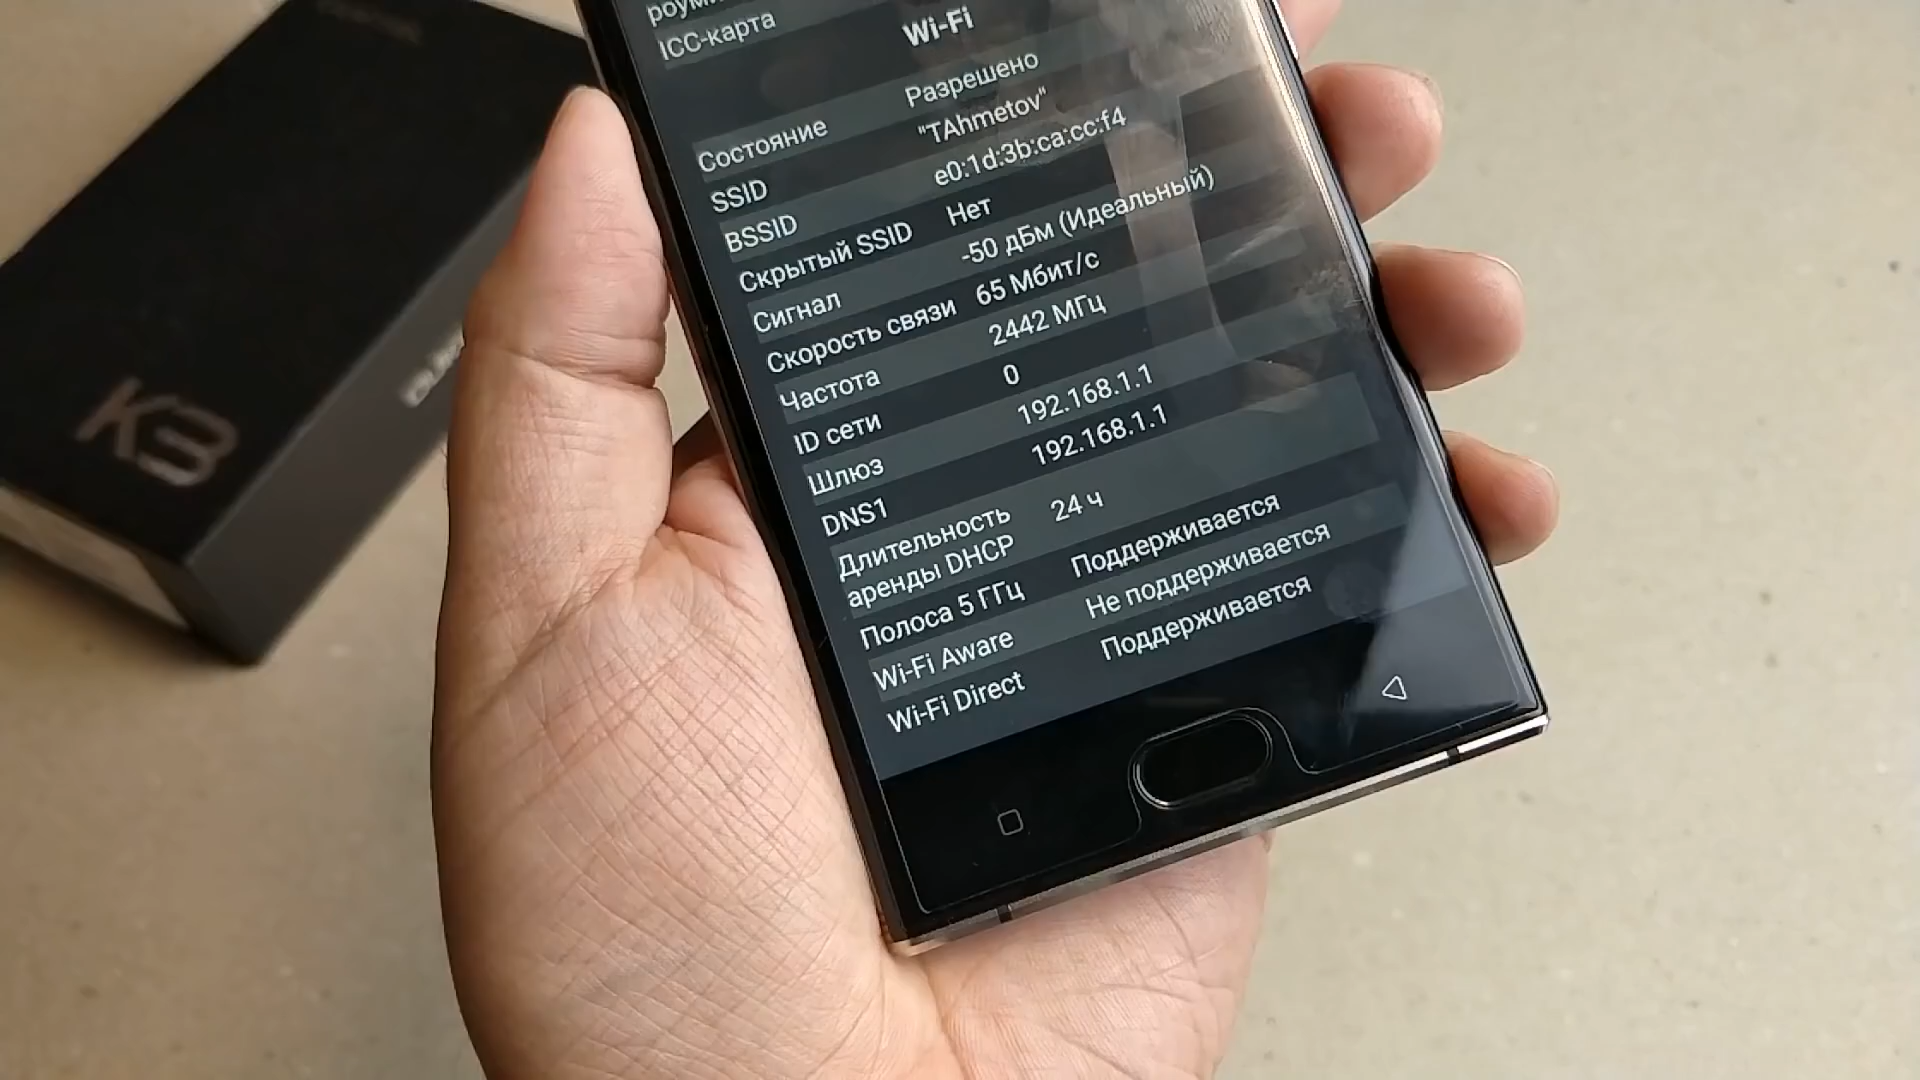 ICC-карта
Wi-Fi
Состояние Разрешено
SSID "TAhmetov"
BSSID e0:1d:3b:ca:cc:f4
Скрытый SSID Нет
Сигнал -50 дБм (Идеальный)
Скорость связи 65 Мбит/с
Частота 2442 МГц
ID сети 0
Шлюз 192.168.1.1
DNS1 192.168.1.1
Длительность
аренды DHCP 24 ч
Полоса 5 ГГц Поддерживается
Wi-Fi Aware Не поддерживается
Wi-Fi Direct Поддерживается
K3